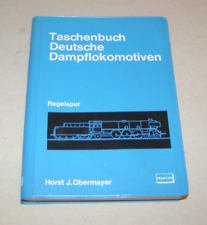 Taschenbuch
Deutsche
Dampflokomotiven
Regelspur
Horst J. Obermayer